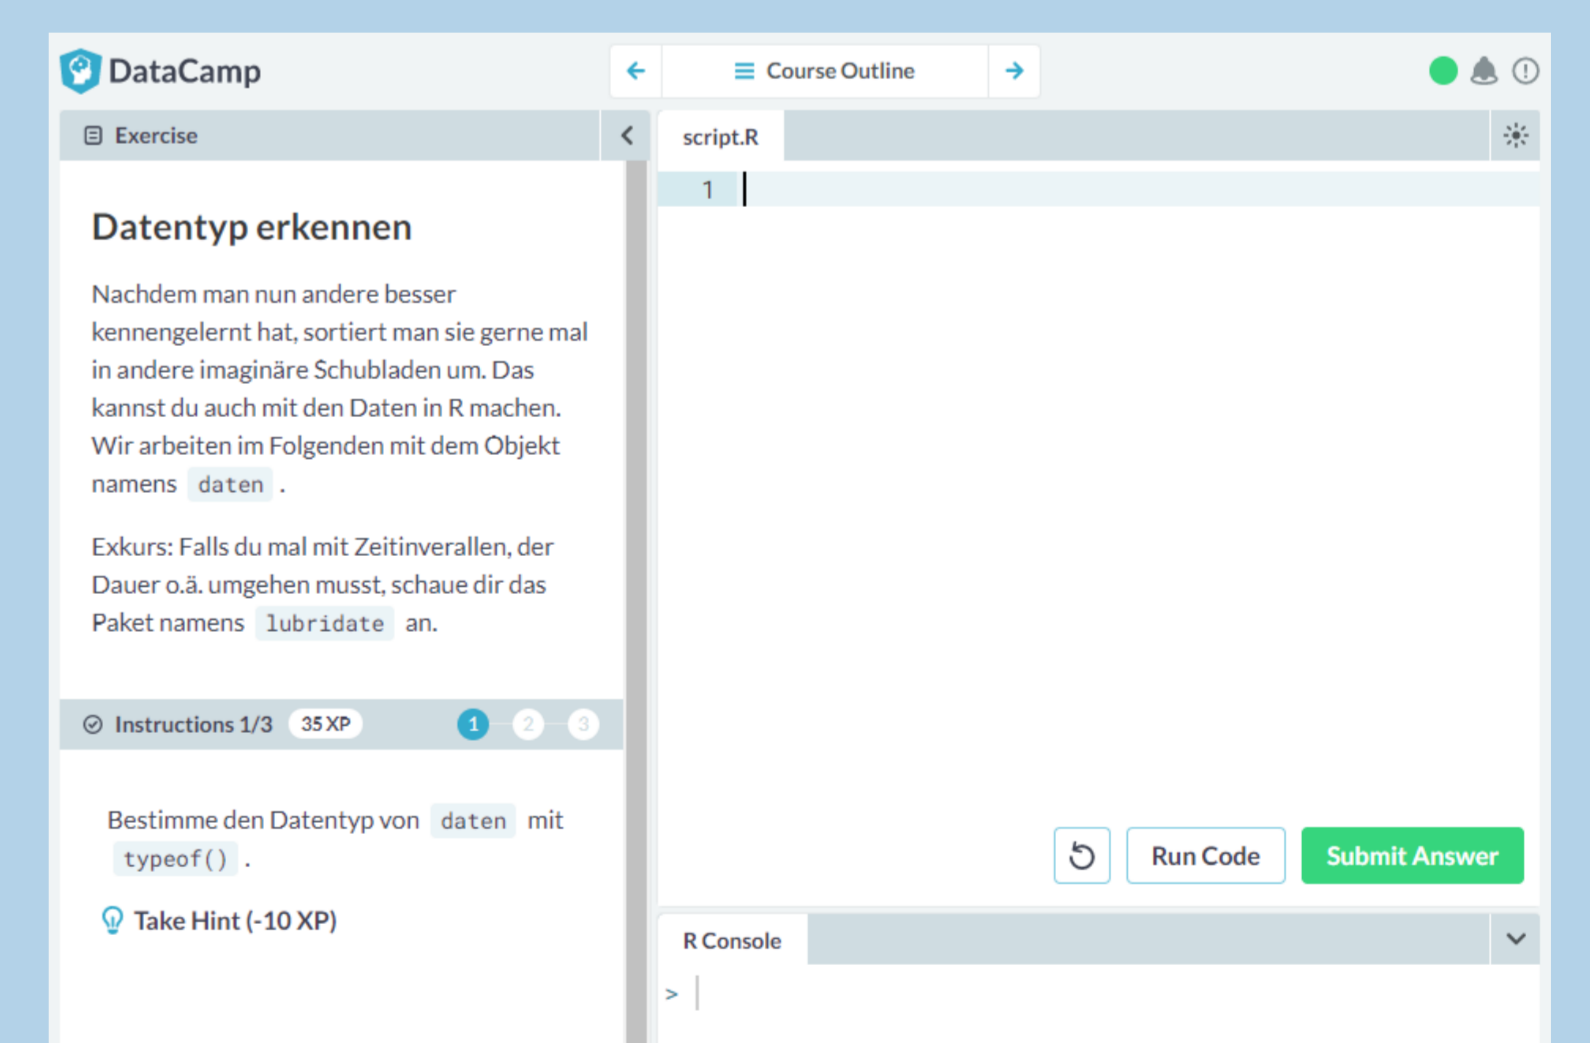 DataCamp
Course Outline
Exercise
script.R
1
Datentyp erkennen
Nachdem man nun andere besser
kennengelernt hat, sortiert man sie gerne mal
in andere imaginäre Schubladen um. Das
kannst du auch mit den Daten in R machen.
Wir arbeiten im Folgenden mit dem Objekt
namens daten .
Exkurs: Falls du mal mit Zeitinverallen, der
Dauer o.ä. umgehen musst, schaue dir das
Paket namens lubridate an.
Instructions 1/3 35 XP 1 2 3
Bestimme den Datentyp von daten mit
typeof() .
Take Hint (-10 XP)
Run Code
Submit Answer
R Console
>